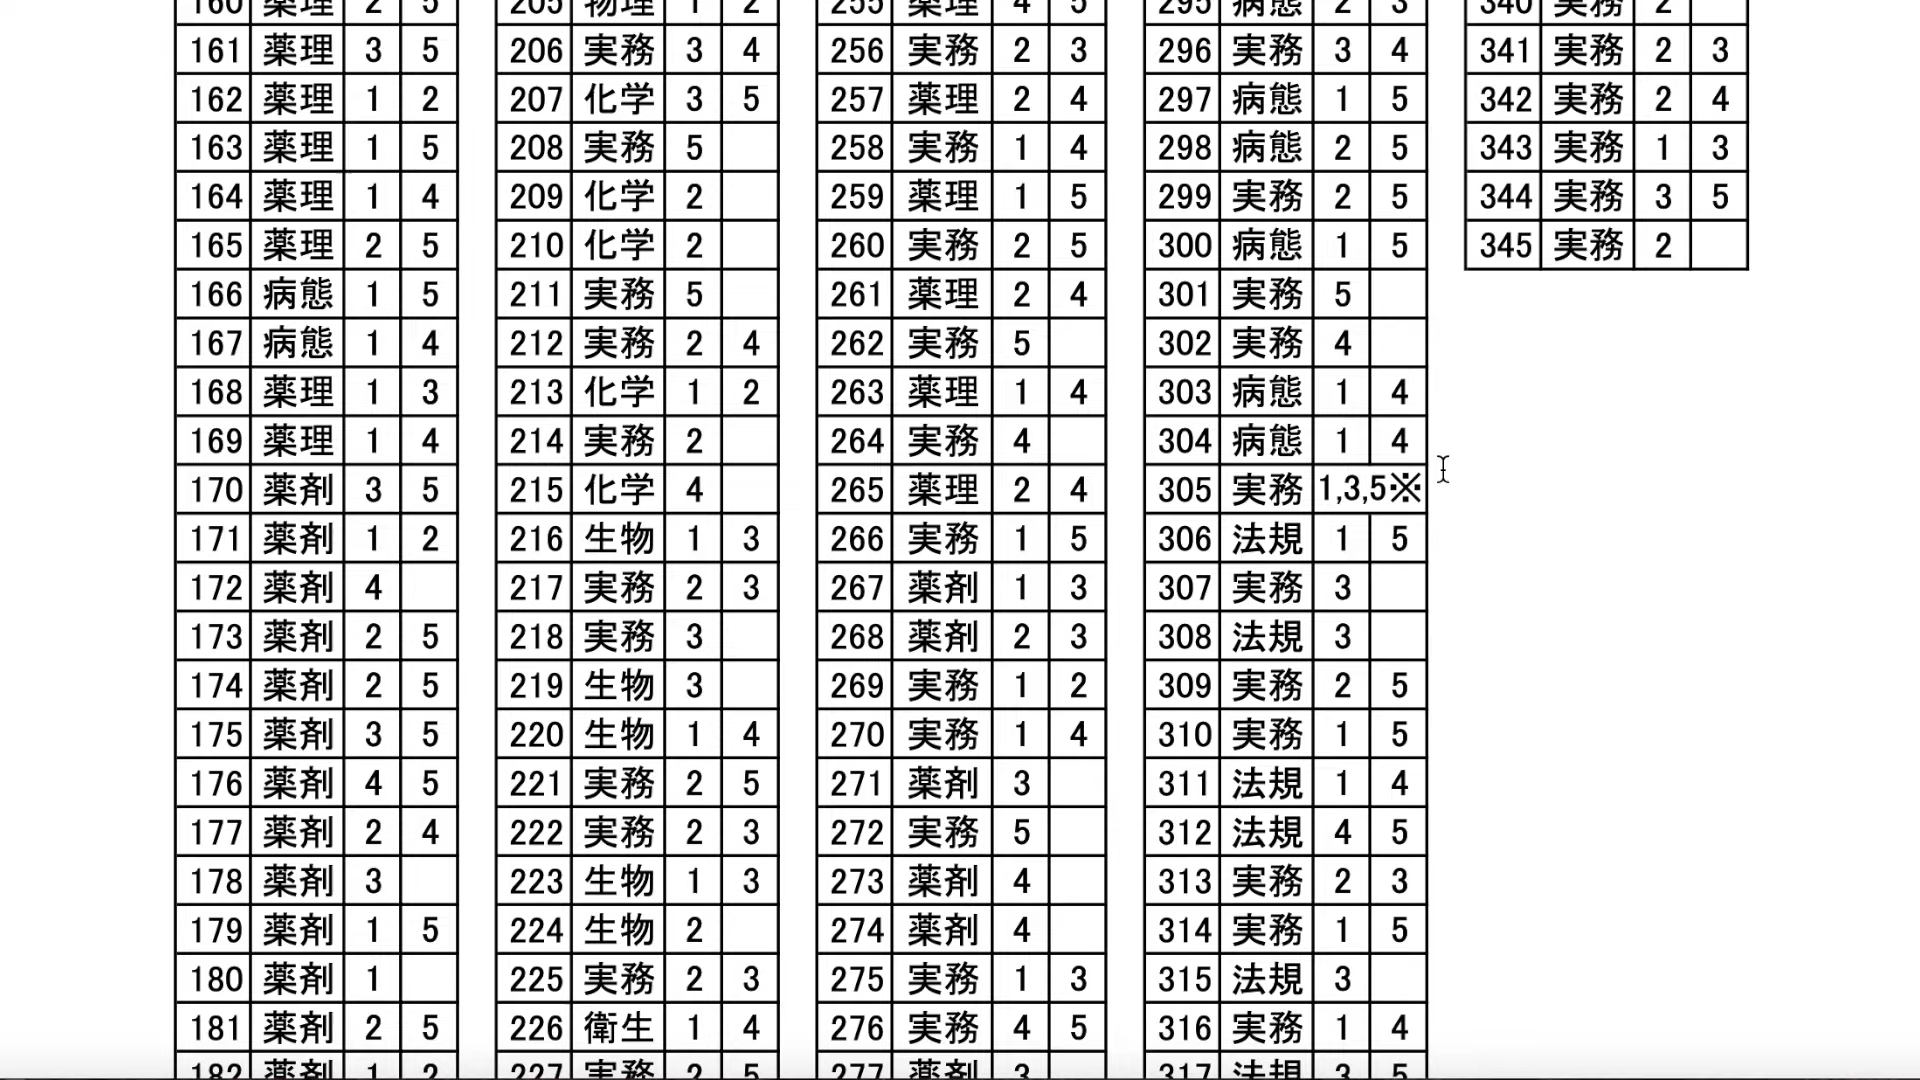 160 薬理 2 5
161 薬理 3 5
162 薬理 1 2
163 薬理 1 5
164 薬理 1 4
165 薬理 2 5
166 病態 1 5
167 病態 1 4
168 薬理 1 3
169 薬理 1 4
170 薬剤 3 5
171 薬剤 1 2
172 薬剤 4
173 薬剤 2 5
174 薬剤 2 5
175 薬剤 3 5
176 薬剤 4 5
177 薬剤 2 4
178 薬剤 3
179 薬剤 1 5
180 薬剤 1
181 薬剤 2 5
182 薬剤 1 2
205 物理 1 2
206 実務 3 4
207 化学 3 5
208 実務 5
209 化学 2
210 化学 2
211 実務 5
212 実務 2 4
213 化学 1 2
214 実務 2
215 化学 4
216 生物 1 3
217 実務 2 3
218 実務 3
219 生物 3
220 生物 1 4
221 実務 2 5
222 実務 2 3
223 生物 1 3
224 生物 2
225 実務 2 3
226 衛生 1 4
227 実務 2 5
255 薬理 4 5
256 実務 2 3
257 薬理 2 4
258 実務 1 4
259 薬理 1 5
260 実務 2 5
261 薬理 2 4
262 実務 5
263 薬理 1 4
264 実務 4
265 薬理 2 4
266 実務 1 5
267 薬剤 1 3
268 薬剤 2 3
269 実務 1 2
270 実務 1 4
271 薬剤 3
272 実務 5
273 薬剤 4
274 薬剤 4
275 実務 1 3
276 実務 4 5
277 薬剤 3
295 病態 2 3
296 実務 3 4
297 病態 1 5
298 病態 2 5
299 実務 2 5
300 病態 1 5
301 実務 5
302 実務 4
303 病態 1 4
304 病態 1 4
305 実務 1,3,5※
306 法規 1 5
307 実務 3
308 法規 3
309 実務 2 5
310 実務 1 5
311 法規 1 4
312 法規 4 5
313 実務 2 3
314 実務 1 5
315 法規 3
316 実務 1 4
317 法規 3 5
340 実務 2
341 実務 2 3
342 実務 2 4
343 実務 1 3
344 実務 3 5
345 実務 2